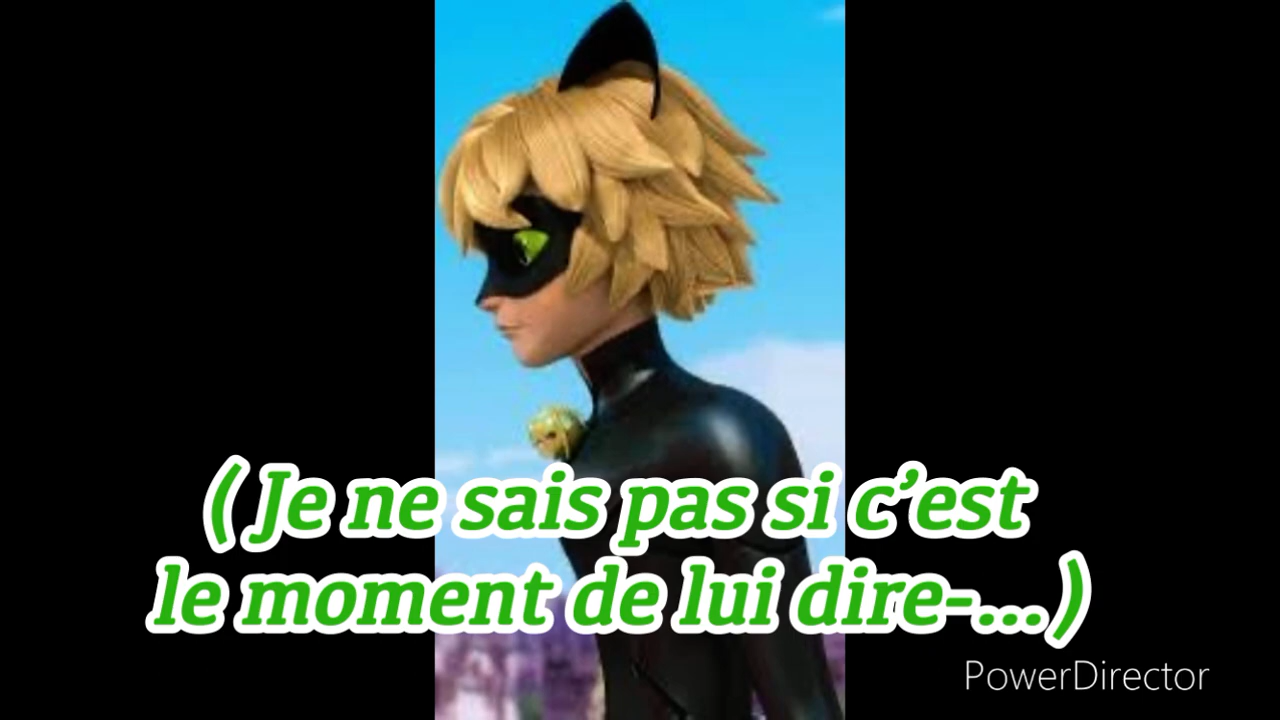 ( Je ne sais pas si c’est
le moment de lui dire-...)
PowerDirector